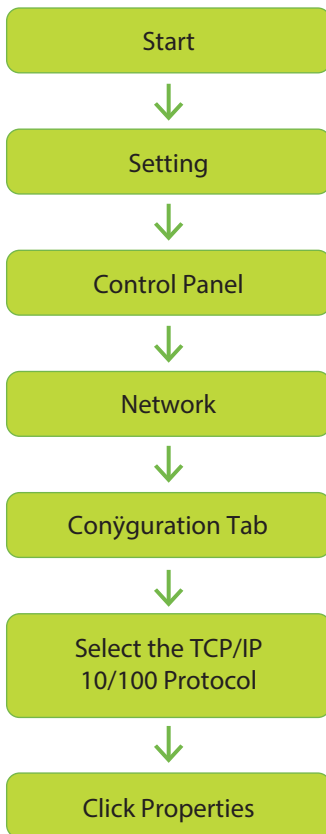 Start
Setting
Control Panel
Network
Conÿguration Tab
Select the TCP/IP
10/100 Protocol
Click Properties